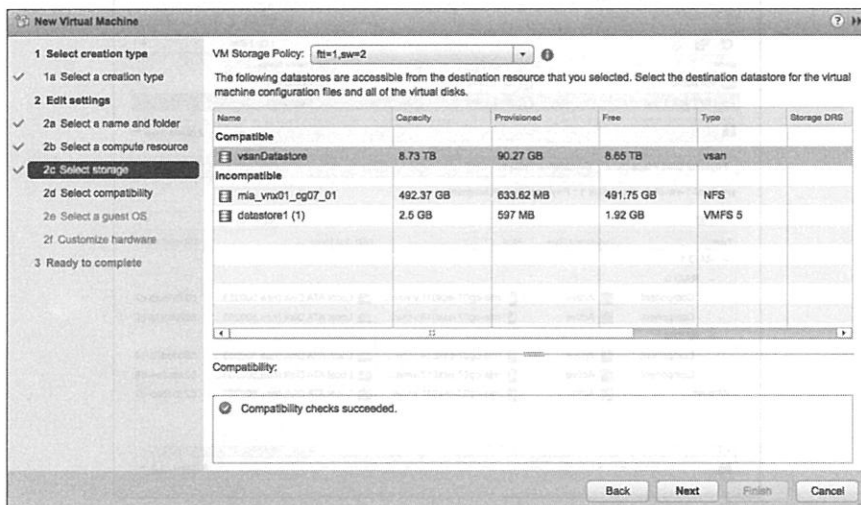 New Virtual Machine
1 Select creation type
1a Select a creation type
2 Edit settings
2a Select a name and folder
2b Select a compute resource
2c Select storage
2d Select compatibility
2e Select a guest OS
2f Customize hardware
3 Ready to complete
VM Storage Policy: ftt=1,sw=2
The following datastores are accessible from the destination resource that you selected. Select the destination datastore for the virtual
machine configuration files and all of the virtual disks.
Name Capacity Provisioned Free Type Storage DRS
Compatible
vsanDatastore 8.73 TB 90.27 GB 8.65 TB vsan
Incompatible
mia_vnx01_cg07_01 492.37 GB 633.62 MB 491.75 GB NFS
datastore1 (1) 2.5 GB 597 MB 1.92 GB VMFS 5
Compatibility:
Compatibility checks succeeded.
Back Next Finish Cancel